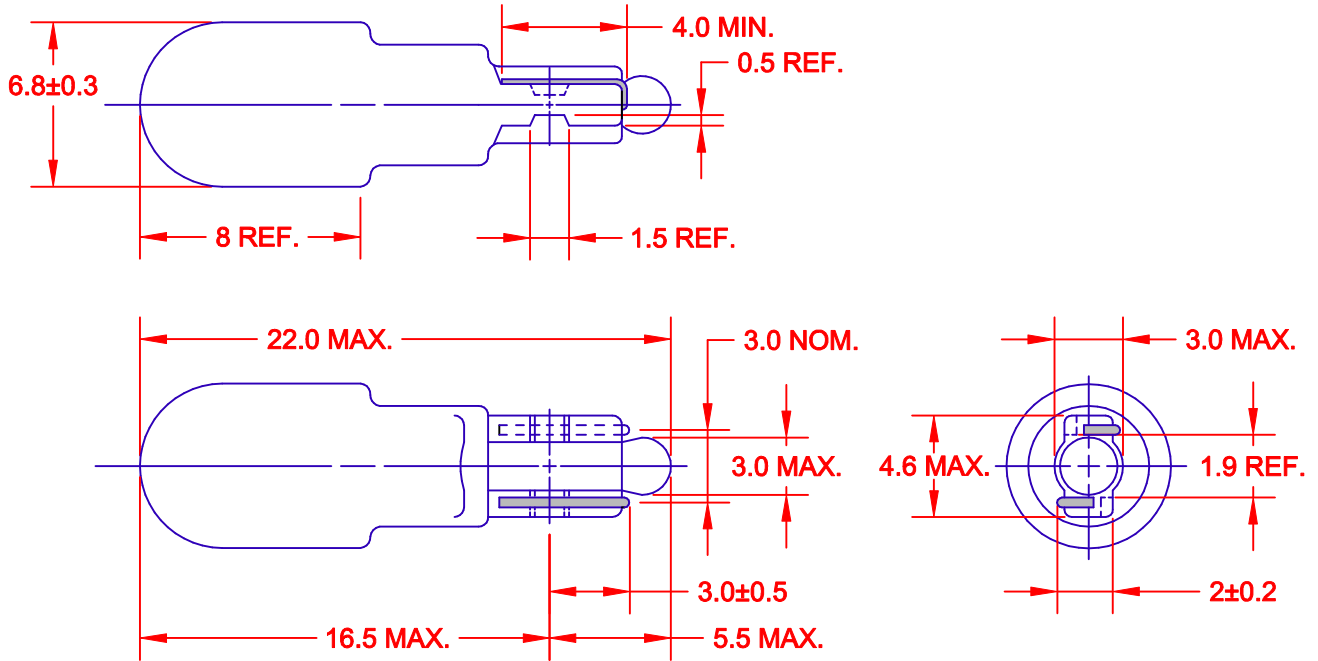 4.0 MIN.
0.5 REF.
6.8±0.3
8 REF.
1.5 REF.
22.0 MAX.
3.0 NOM.
3.0 MAX.
3.0 MAX.
4.6 MAX.
1.9 REF.
3.0±0.5
2±0.2
16.5 MAX.
5.5 MAX.